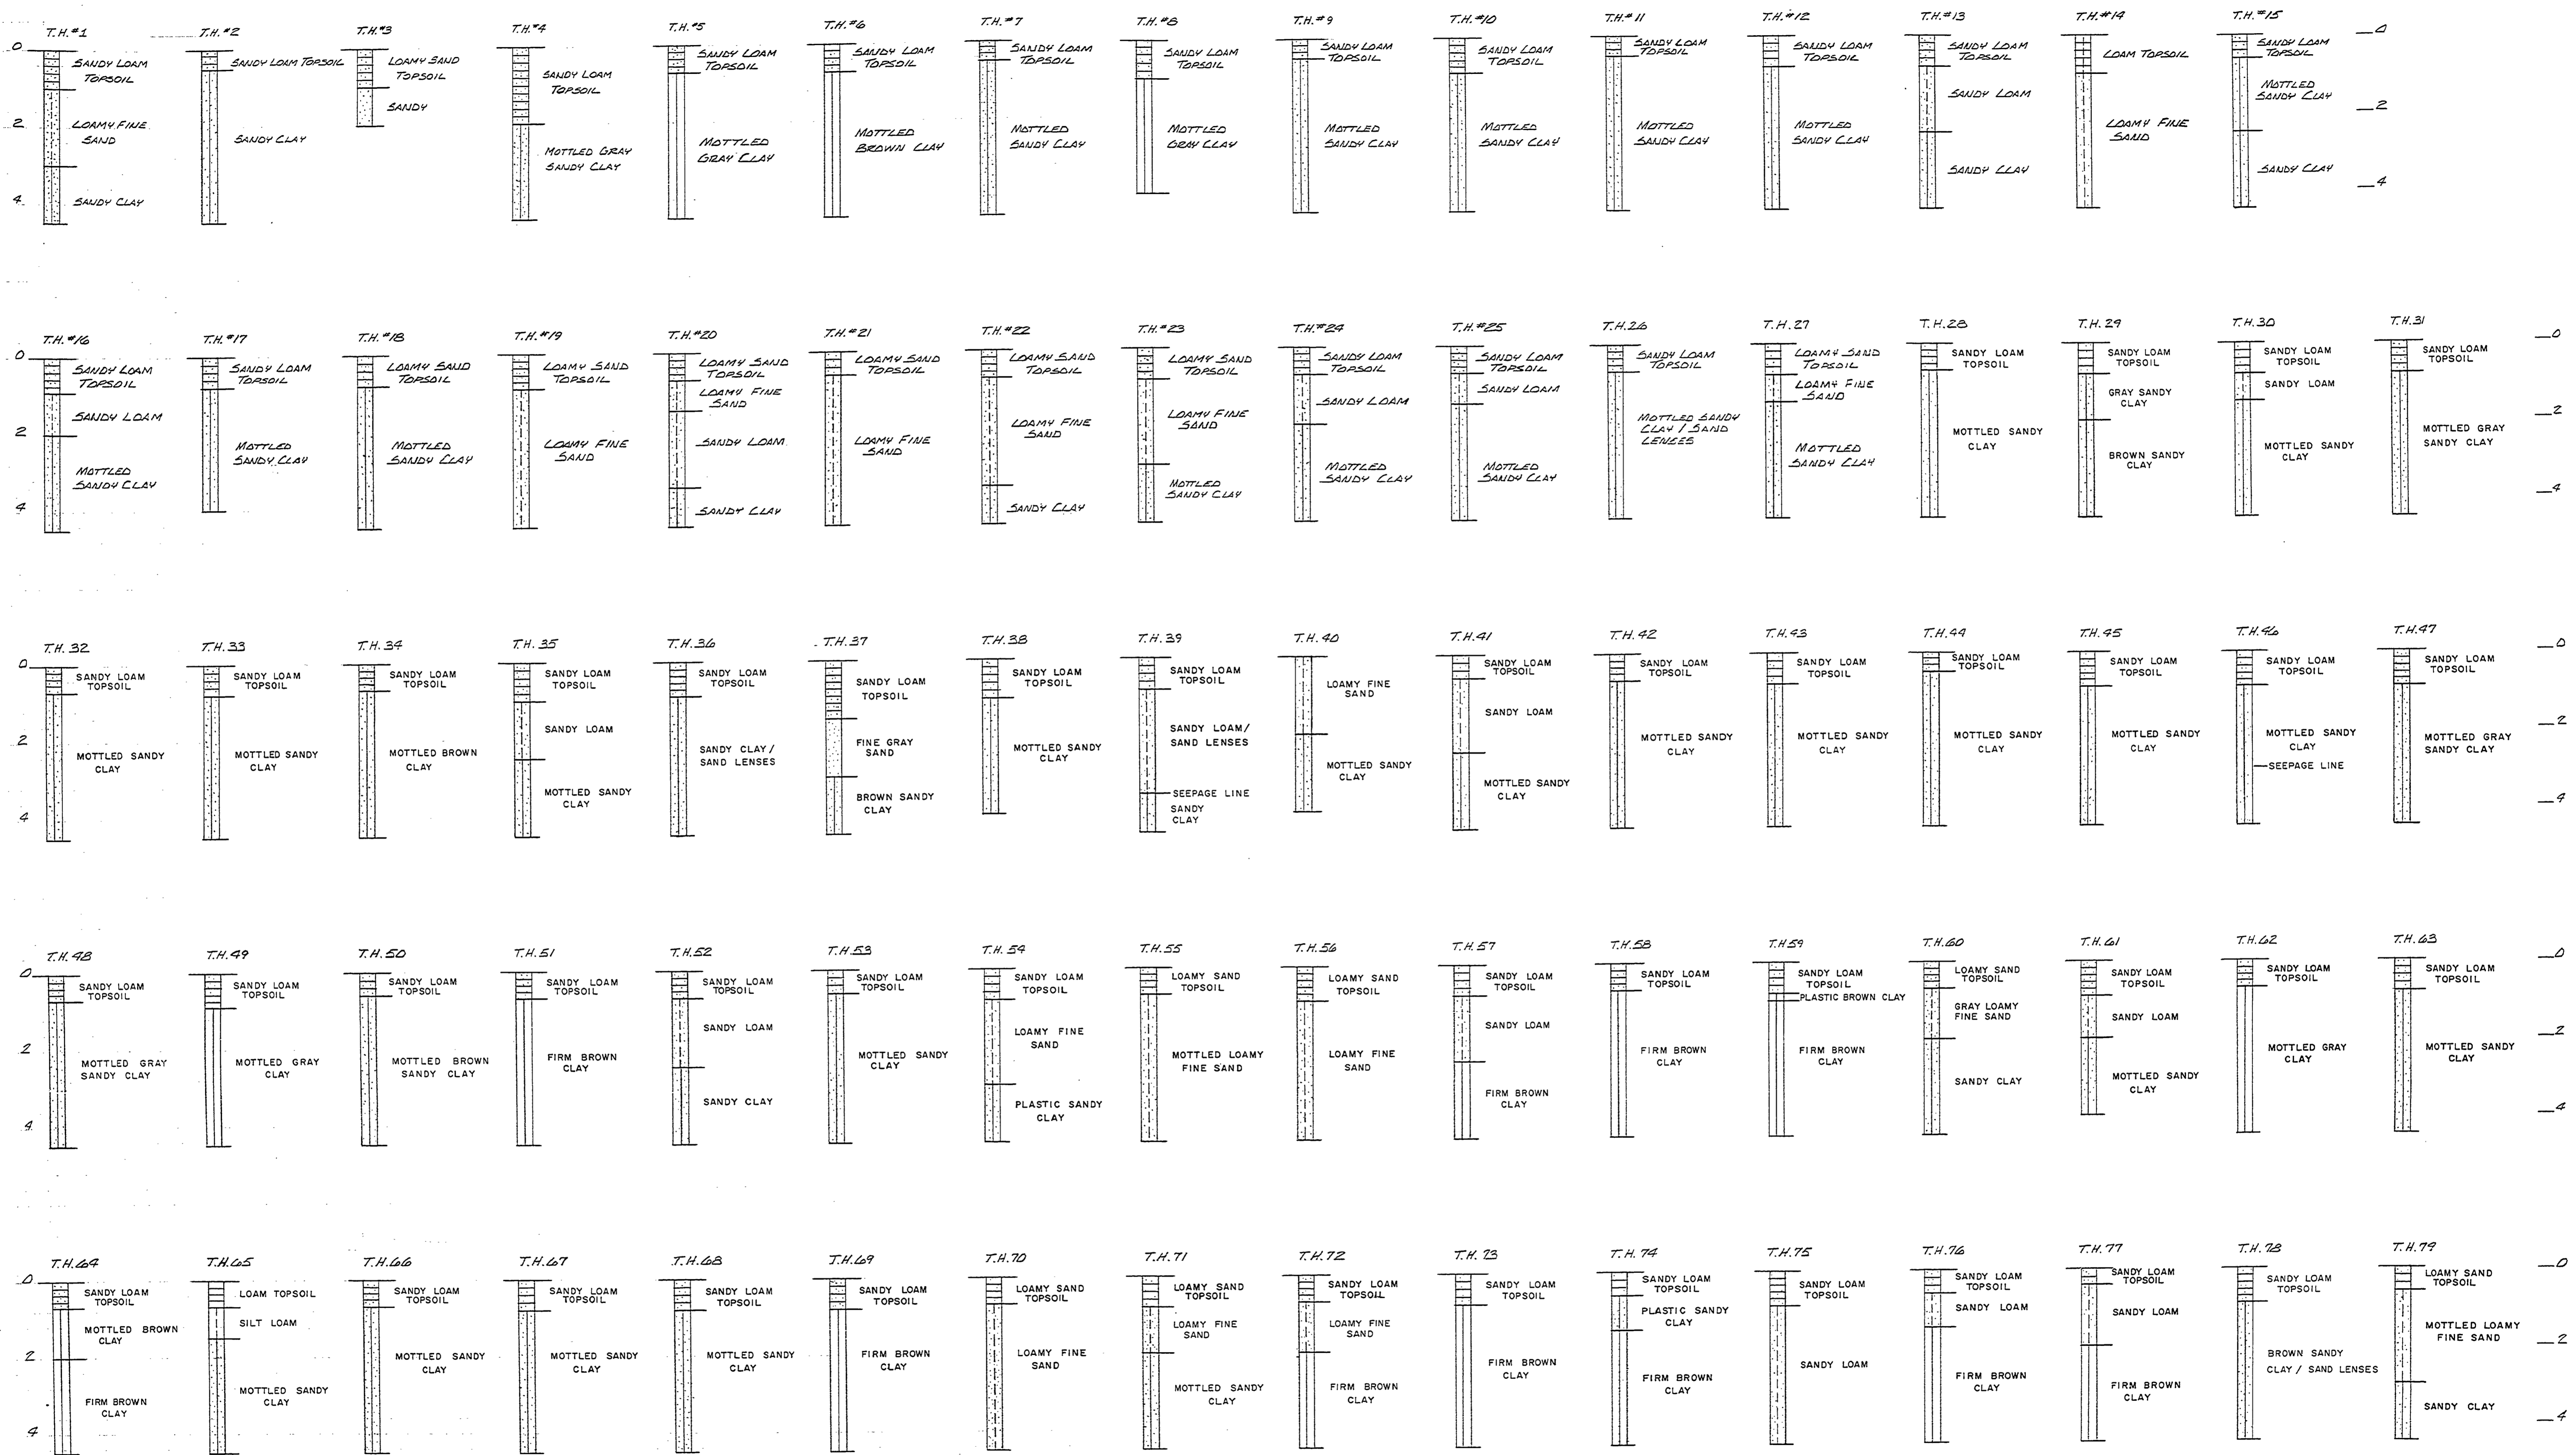 T.H.#1
T.H.#2
T.H.#3
T.H.#4
T.H.#5
T.H.#6
T.H.#7
T.H.#8
T.H.#9
T.H.#10
T.H.#11
T.H.#12
T.H.#13
T.H.#14
T.H.#15
0
2
4
SANDY LOAM
TOPSOIL
LOAMY FINE
SAND
SANDY CLAY
SANDY LOAM TOPSOIL
SANDY CLAY
LOAMY SAND
TOPSOIL
SANDY
SANDY LOAM
TOPSOIL
MOTTLED GRAY
SANDY CLAY
SANDY LOAM
TOPSOIL
MOTTLED
GRAY CLAY
SANDY LOAM
TOPSOIL
MOTTLED
BROWN CLAY
SANDY LOAM
TOPSOIL
MOTTLED
SANDY CLAY
SANDY LOAM
TOPSOIL
MOTTLED
GRAY CLAY
SANDY LOAM
TOPSOIL
MOTTLED
SANDY CLAY
SANDY LOAM
TOPSOIL
MOTTLED
SANDY CLAY
SANDY LOAM
TOPSOIL
MOTTLED
SANDY CLAY
SANDY LOAM
TOPSOIL
MOTTLED
SANDY CLAY
SANDY LOAM
TOPSOIL
SANDY LOAM
SANDY CLAY
LOAM TOPSOIL
LOAMY FINE
SAND
SANDY LOAM
TOPSOIL
MOTTLED
SANDY CLAY
SANDY CLAY
0
2
4
T.H.#16
T.H.#17
T.H.#18
T.H.#19
T.H.#20
T.H.#21
T.H.#22
T.H.#23
T.H.#24
T.H.#25
T.H.26
T.H.27
T.H.28
T.H.29
T.H.30
T.H.31
0
2
4
SANDY LOAM
TOPSOIL
SANDY LOAM
MOTTLED
SANDY CLAY
SANDY LOAM
TOPSOIL
MOTTLED
SANDY CLAY
LOAMY SAND
TOPSOIL
MOTTLED
SANDY CLAY
LOAMY SAND
TOPSOIL
LOAMY FINE
SAND
LOAMY SAND
TOPSOIL
LOAMY FINE
SAND
SANDY LOAM
SANDY CLAY
LOAMY SAND
TOPSOIL
LOAMY FINE
SAND
LOAMY SAND
TOPSOIL
LOAMY FINE
SAND
SANDY CLAY
LOAMY SAND
TOPSOIL
LOAMY FINE
SAND
MOTTLED
SANDY CLAY
SANDY LOAM
TOPSOIL
SANDY LOAM
MOTTLED
SANDY CLAY
SANDY LOAM
TOPSOIL
SANDY LOAM
MOTTLED
SANDY CLAY
SANDY LOAM
TOPSOIL
MOTTLED SANDY
CLAY / SAND
LENSES
LOAMY SAND
TOPSOIL
LOAMY FINE
SAND
MOTTLED
SANDY CLAY
SANDY LOAM
TOPSOIL
MOTTLED SANDY
CLAY
SANDY LOAM
TOPSOIL
GRAY SANDY
CLAY
BROWN SANDY
CLAY
SANDY LOAM
TOPSOIL
SANDY LOAM
MOTTLED SANDY
CLAY
SANDY LOAM
TOPSOIL
MOTTLED GRAY
SANDY CLAY
0
2
4
T.H. 32
T.H. 33
T.H. 34
T.H. 35
T.H. 36
T.H. 37
T.H. 38
T.H. 39
T.H. 40
T.H. 41
T.H. 42
T.H. 43
T.H. 44
T.H. 45
T.H. 46
T.H. 47
0
2
4
SANDY LOAM
TOPSOIL
MOTTLED SANDY
CLAY
SANDY LOAM
TOPSOIL
MOTTLED SANDY
CLAY
SANDY LOAM
TOPSOIL
MOTTLED BROWN
CLAY
SANDY LOAM
TOPSOIL
SANDY LOAM
MOTTLED SANDY
CLAY
SANDY LOAM
TOPSOIL
SANDY CLAY /
SAND LENSES
SANDY LOAM
TOPSOIL
FINE GRAY
SAND
BROWN SANDY
CLAY
SANDY LOAM
TOPSOIL
MOTTLED SANDY
CLAY
SANDY LOAM
TOPSOIL
SANDY LOAM/
SAND LENSES
SEEPAGE LINE
SANDY
CLAY
LOAMY FINE
SAND
MOTTLED SANDY
CLAY
SANDY LOAM
TOPSOIL
SANDY LOAM
MOTTLED SANDY
CLAY
SANDY LOAM
TOPSOIL
MOTTLED SANDY
CLAY
SANDY LOAM
TOPSOIL
MOTTLED SANDY
CLAY
SANDY LOAM
TOPSOIL
MOTTLED SANDY
CLAY
SANDY LOAM
TOPSOIL
MOTTLED SANDY
CLAY
SANDY LOAM
TOPSOIL
MOTTLED SANDY
CLAY
SEEPAGE LINE
SANDY LOAM
TOPSOIL
MOTTLED GRAY
SANDY CLAY
0
2
4
T.H. 48
T.H. 49
T.H. 50
T.H. 51
T.H. 52
T.H. 53
T.H. 54
T.H. 55
T.H. 56
T.H. 57
T.H. 58
T.H 59
T.H. 60
T.H. 61
T.H. 62
T.H. 63
0
2
4
SANDY LOAM
TOPSOIL
MOTTLED GRAY
SANDY CLAY
SANDY LOAM
TOPSOIL
MOTTLED GRAY
CLAY
SANDY LOAM
TOPSOIL
MOTTLED BROWN
SANDY CLAY
SANDY LOAM
TOPSOIL
FIRM BROWN
CLAY
SANDY LOAM
TOPSOIL
SANDY LOAM
SANDY CLAY
SANDY LOAM
TOPSOIL
MOTTLED SANDY
CLAY
SANDY LOAM
TOPSOIL
LOAMY FINE
SAND
PLASTIC SANDY
CLAY
LOAMY SAND
TOPSOIL
MOTTLED LOAMY
FINE SAND
LOAMY SAND
TOPSOIL
LOAMY FINE
SAND
SANDY LOAM
TOPSOIL
SANDY LOAM
FIRM BROWN
CLAY
SANDY LOAM
TOPSOIL
FIRM BROWN
CLAY
SANDY LOAM
TOPSOIL
PLASTIC BROWN CLAY
FIRM BROWN
CLAY
LOAMY SAND
TOPSOIL
GRAY LOAMY
FINE SAND
SANDY CLAY
SANDY LOAM
TOPSOIL
SANDY LOAM
MOTTLED SANDY
CLAY
SANDY LOAM
TOPSOIL
MOTTLED GRAY
CLAY
SANDY LOAM
TOPSOIL
MOTTLED SANDY
CLAY
0
2
4
T.H.64
T.H.65
T.H.66
T.H.67
T.H.68
T.H.69
T.H.70
T.H. 71
T.H. 72
T.H. 73
T.H. 74
T.H.75
T.H. 76
T.H. 77
T.H. 78
T.H. 79
0
2
4
SANDY LOAM
TOPSOIL
MOTTLED BROWN
CLAY
FIRM BROWN
CLAY
LOAM TOPSOIL
SILT LOAM
MOTTLED SANDY
CLAY
SANDY LOAM
TOPSOIL
MOTTLED SANDY
CLAY
SANDY LOAM
TOPSOIL
MOTTLED SANDY
CLAY
SANDY LOAM
TOPSOIL
MOTTLED SANDY
CLAY
SANDY LOAM
TOPSOIL
FIRM BROWN
CLAY
LOAMY SAND
TOPSOIL
LOAMY FINE
SAND
LOAMY SAND
TOPSOIL
LOAMY FINE
SAND
MOTTLED SANDY
CLAY
SANDY LOAM
TOPSOIL
LOAMY FINE
SAND
FIRM BROWN
CLAY
SANDY LOAM
TOPSOIL
FIRM BROWN
CLAY
SANDY LOAM
TOPSOIL
PLASTIC SANDY
CLAY
FIRM BROWN
CLAY
SANDY LOAM
TOPSOIL
SANDY LOAM
SANDY LOAM
TOPSOIL
SANDY LOAM
FIRM BROWN
CLAY
SANDY LOAM
TOPSOIL
SANDY LOAM
FIRM BROWN
CLAY
SANDY LOAM
TOPSOIL
BROWN SANDY
CLAY / SAND LENSES
LOAMY SAND
TOPSOIL
MOTTLED LOAMY
FINE SAND
SANDY CLAY
0
2
4